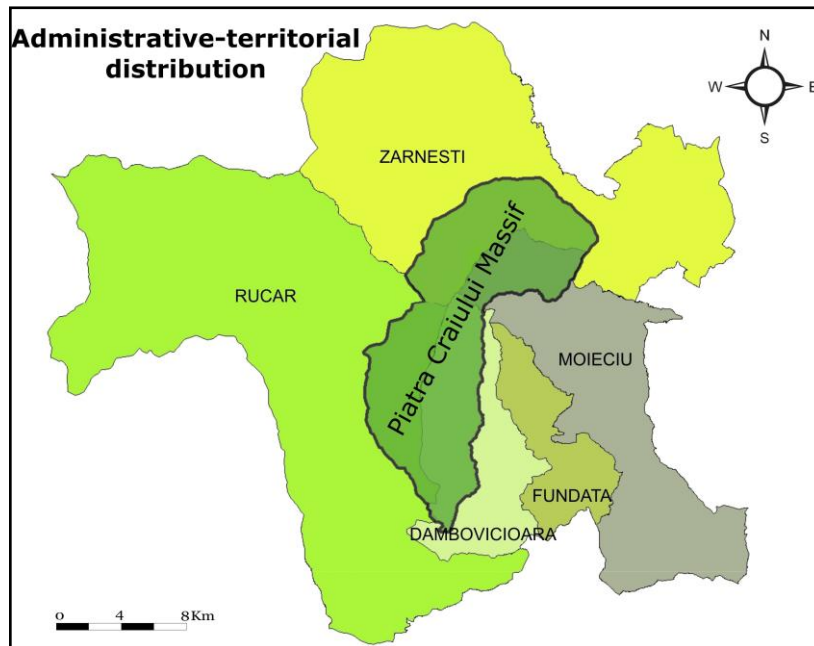 Administrative-territorial
distribution
N
W E
S
ZARNESTI
Piatra Craiului Massif
RUCAR
MOIECIU
FUNDATA
DAMBOVICIOARA
0 4 8Km